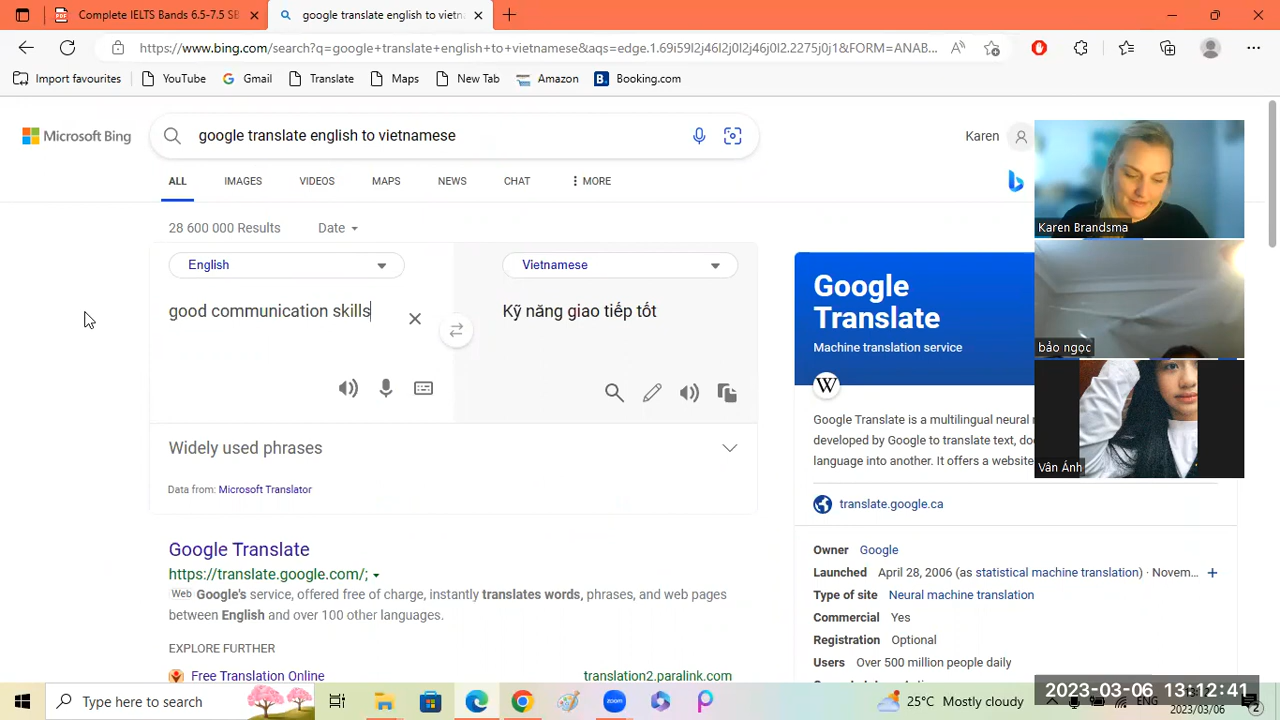 Complete IELTS Bands 6.5-7.5 SB
google translate english to vietn
https://www.bing.com/search?q=google+translate+english+to+vietnamese&aqs=edge.1.69i59l2j46l2j0l2j46j0l2.2275j0j1&FORM=ANAB...
Import favourites
YouTube
Gmail
Translate
Maps
New Tab
Amazon
Booking.com
Microsoft Bing
google translate english to vietnamese
Karen
ALL
IMAGES
VIDEOS
MAPS
NEWS
CHAT
MORE
28 600 000 Results
Date
English
Vietnamese
good communication skills
Kỹ năng giao tiếp tốt
Widely used phrases
Data from: Microsoft Translator
Google Translate
https://translate.google.com/;
Web Google's service, offered free of charge, instantly translates words, phrases, and web pages
between English and over 100 other languages.
EXPLORE FURTHER
Free Translation Online
translation2.paralink.com
Google
Translate
Machine translation service
W
Google Translate is a multilingual neural
developed by Google to translate text, do
language into another. It offers a website
translate.google.ca
Owner Google
Launched April 28, 2006 (as statistical machine translation) · Novem...
Type of site Neural machine translation
Commercial Yes
Registration Optional
Users Over 500 million people daily
Karen Brandsma
bảo ngọc
Vân Ánh
Type here to search
zoom
25°C Mostly cloudy
ENG
2023-03-06 13:12:41
2023/03/06
2